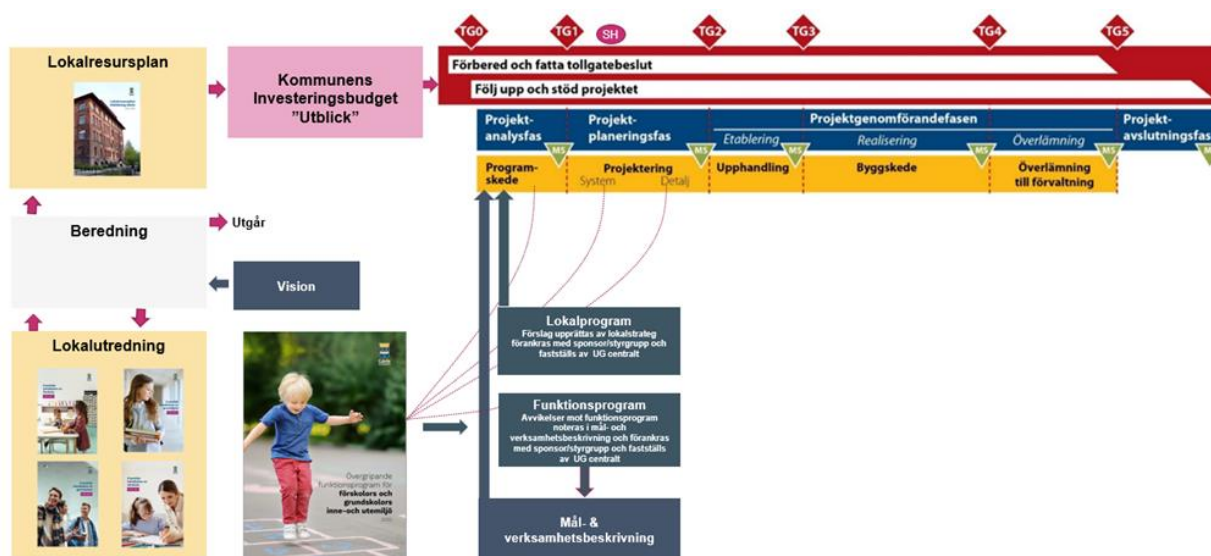 Lokalresursplan
Kommunens
Investeringsbudget
”Utblick”
TG0
TG1
SH
TG2
TG3
TG4
TG5
Förbered och fatta tollgatebeslut
Följ upp och stöd projektet
Projekt-
analysfas
Projekt-
planeringsfas
Projektgenomförandefasen
Etablering
Realisering
Överlämning
Projekt-
avslutningsfas
MS
MS
MS
MS
MS
MS
Program-
skede
Projektering
System
Detalj
Upphandling
Byggskede
Överlämning
till förvaltning
Beredning
Utgår
Vision
Lokalutredning
Övergripande
funktionsprogram för
förskolors och
grundskolors
inne-och utemiljö
Lokalprogram
Förslag upprättas av lokalstrateg
förankras med sponsor/styrgrupp och
fastställs av UG centralt
Funktionsprogram
Avvikelser mot funktionsprogram
noteras i mål- och
verksamhetsbeskrivning och förankras
med sponsor/styrgrupp och fastställs
av UG centralt
Mål- &
verksamhetsbeskrivning